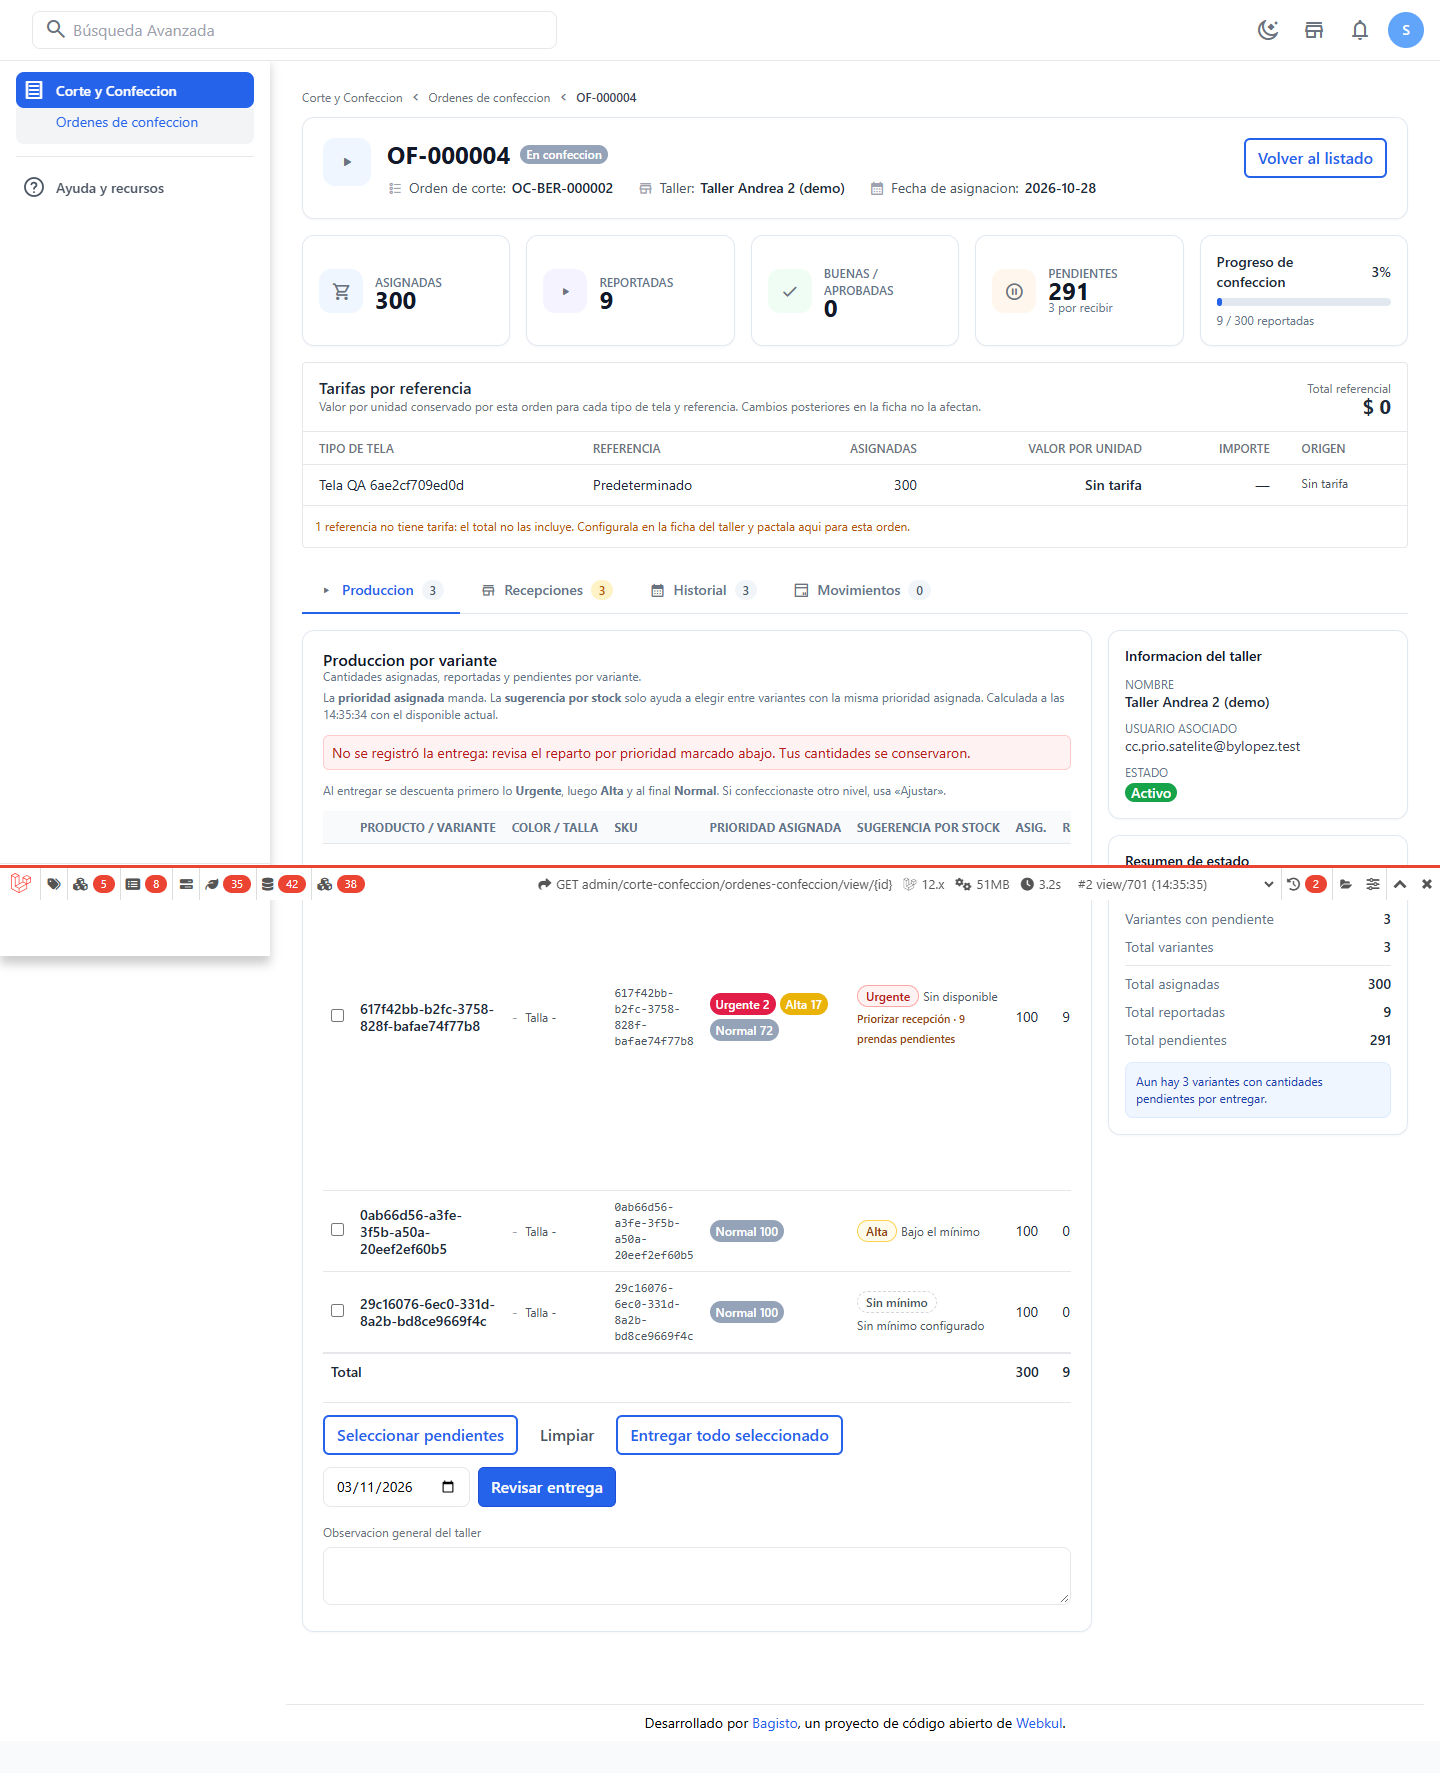 Búsqueda Avanzada
S
Corte y Confeccion
Ordenes de confeccion
Ayuda y recursos
Corte y Confeccion < Ordenes de confeccion < OF-000004
OF-000004 En confeccion
Volver al listado
Orden de corte: OC-BER-000002 Taller: Taller Andrea 2 (demo) Fecha de asignacion: 2026-10-28
ASIGNADAS
300
REPORTADAS
9
BUENAS /
APROBADAS
0
PENDIENTES
291
3 por recibir
Progreso de
confeccion
3%
9 / 300 reportadas
Tarifas por referencia
Valor por unidad conservado por esta orden para cada tipo de tela y referencia. Cambios posteriores en la ficha no la afectan.
Total referencial
$ 0
TIPO DE TELA REFERENCIA ASIGNADAS VALOR POR UNIDAD IMPORTE ORIGEN
Tela QA 6ae2cf709ed0d Predeterminado 300 Sin tarifa — Sin tarifa
1 referencia no tiene tarifa: el total no las incluye. Configurala en la ficha del taller y pactala aqui para esta orden.
Produccion 3 Recepciones 3 Historial 3 Movimientos 0
Produccion por variante
Cantidades asignadas, reportadas y pendientes por variante.
La prioridad asignada manda. La sugerencia por stock solo ayuda a elegir entre variantes con la misma prioridad asignada. Calculada a las
14:35:34 con el disponible actual.
No se registró la entrega: revisa el reparto por prioridad marcado abajo. Tus cantidades se conservaron.
Al entregar se descuenta primero lo Urgente, luego Alta y al final Normal. Si confeccionaste otro nivel, usa «Ajustar».
PRODUCTO / VARIANTE COLOR / TALLA SKU PRIORIDAD ASIGNADA SUGERENCIA POR STOCK ASIG. R
Informacion del taller
NOMBRE
Taller Andrea 2 (demo)
USUARIO ASOCIADO
cc.prio.satelite@bylopez.test
ESTADO
Activo
Resumen de estado
5 8 35 42 38 GET admin/corte-confeccion/ordenes-confeccion/view/{id} 12.x 51MB 3.2s #2 view/701 (14:35:35) 2
Variantes con pendiente 3
Total variantes 3
Total asignadas 300
Total reportadas 9
Total pendientes 291
Aun hay 3 variantes con cantidades
pendientes por entregar.
617f42bb-b2fc-3758-
828f-bafae74f77b8
- Talla -
617f42bb-
b2fc-3758-
828f-
bafae74f77b8
Urgente 2 Alta 17
Normal 72
Urgente Sin disponible
Priorizar recepción · 9
prendas pendientes
100 9
0ab66d56-a3fe-
3f5b-a50a-
20eef2ef60b5
- Talla -
0ab66d56-
a3fe-3f5b-
a50a-
20eef2ef60b5
Normal 100
Alta Bajo el mínimo
100 0
29c16076-6ec0-331d-
8a2b-bd8ce9669f4c
- Talla -
29c16076-
6ec0-331d-
8a2b-
bd8ce9669f4c
Normal 100
Sin mínimo
Sin mínimo configurado
100 0
Total 300 9
Seleccionar pendientes Limpiar Entregar todo seleccionado
03/11/2026 Revisar entrega
Observacion general del taller
Desarrollado por Bagisto, un proyecto de código abierto de Webkul.